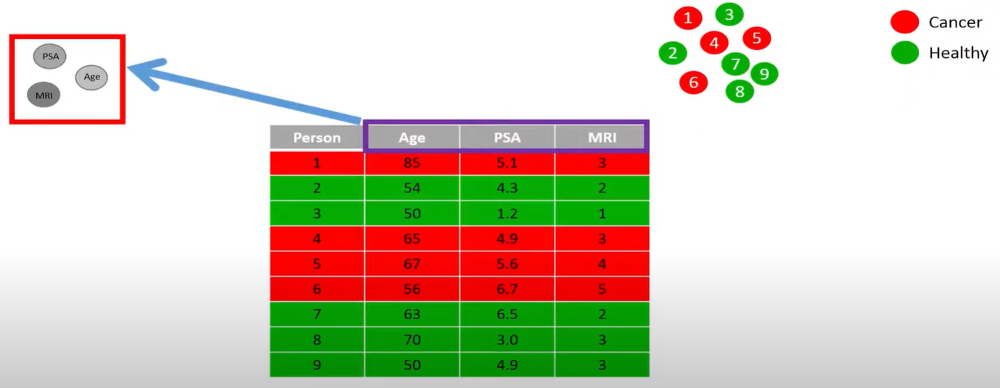 PSA
Age
MRI
1
3
4
5
2
7
9
6
8
Cancer
Healthy
Person Age PSA MRI
1 85 5.1 3
2 54 4.3 2
3 50 1.2 1
4 65 4.9 3
5 67 5.6 4
6 56 6.7 5
7 63 6.5 2
8 70 3.0 3
9 50 4.9 3